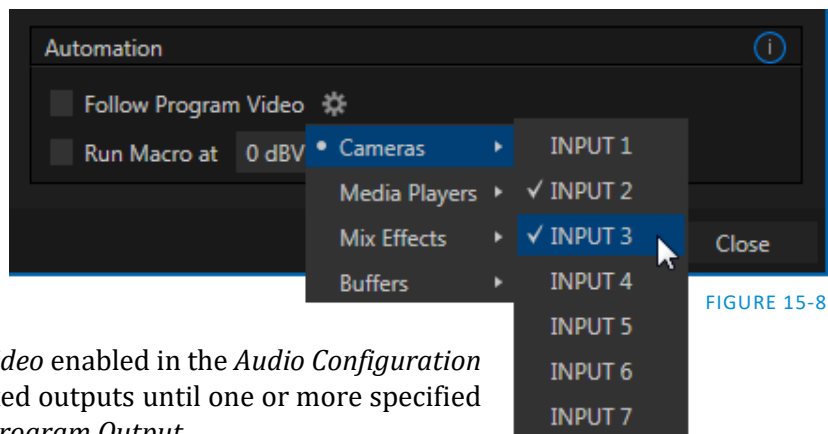 Automation
Follow Program Video
Run Macro at 0 dBV
Cameras
Media Players
Mix Effects
Buffers
INPUT 1
INPUT 2
INPUT 3
INPUT 4
INPUT 5
INPUT 6
INPUT 7
Close
FIGURE 15-8
enabled in the Audio Configuration
outputs until one or more specified
Output